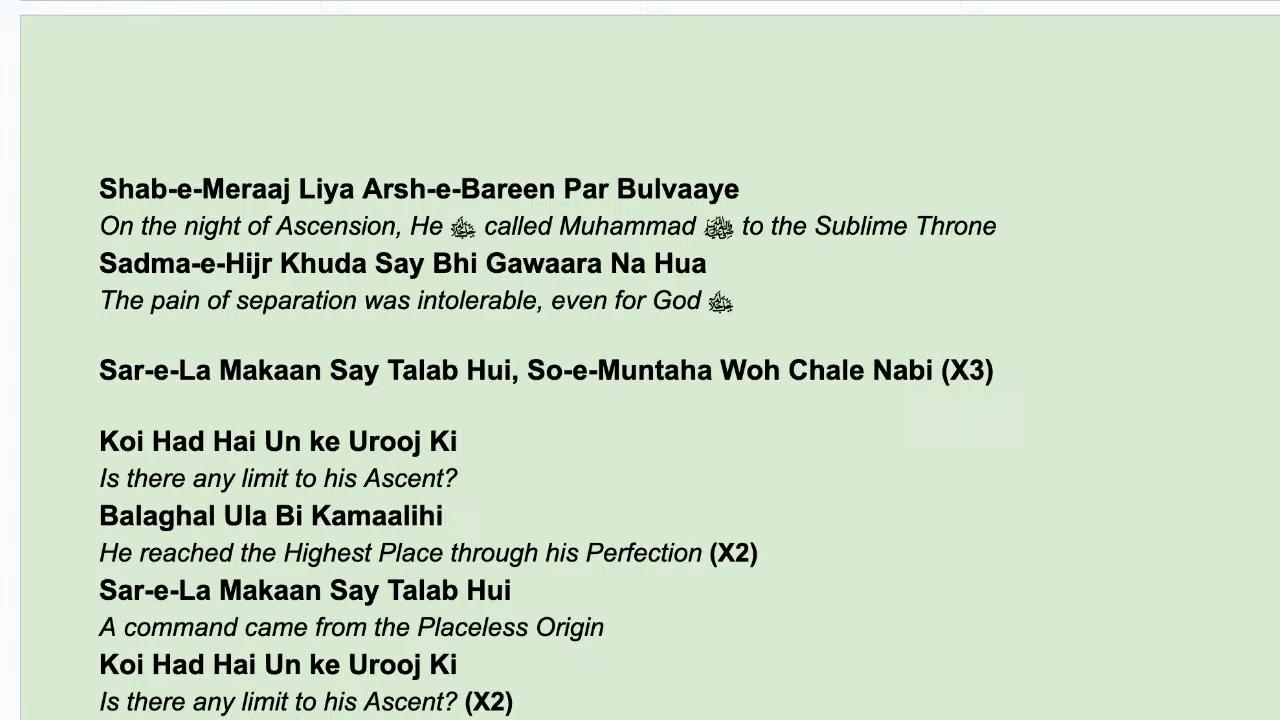 Shab-e-Meraaj Liya Arsh-e-Bareen Par Bulvaaye
On the night of Ascension, He ﷻ called Muhammad ﷺ to the Sublime Throne
Sadma-e-Hijr Khuda Say Bhi Gawaara Na Hua
The pain of separation was intolerable, even for God ﷻ
Sar-e-La Makaan Say Talab Hui, So-e-Muntaha Woh Chale Nabi (X3)
Koi Had Hai Un ke Urooj Ki
Is there any limit to his Ascent?
Balaghal Ula Bi Kamaalihi
He reached the Highest Place through his Perfection (X2)
Sar-e-La Makaan Say Talab Hui
A command came from the Placeless Origin
Koi Had Hai Un ke Urooj Ki
Is there any limit to his Ascent? (X2)